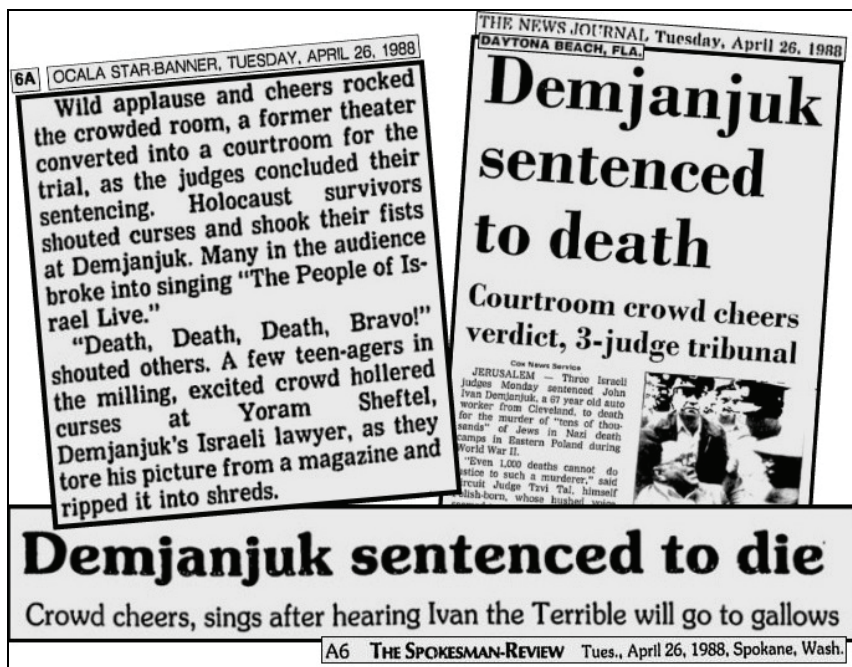 6A OCALA STAR-BANNER, TUESDAY, APRIL 26, 1988
Wild applause and cheers rocked
the crowded room, a former theater
converted into a courtroom for the
trial, as the judges concluded their
sentencing. Holocaust survivors
shouted curses and shook their fists
at Demjanjuk. Many in the audience
broke into singing "The People of Is-
rael Live."
"Death, Death, Death, Bravo!"
shouted others. A few teen-agers in
the milling, excited crowd hollered
curses at Yoram Sheftel,
Demjanjuk's Israeli lawyer, as they
tore his picture from a magazine and
ripped it into shreds.
THE NEWS JOURNAL Tuesday, April 26, 1988
DAYTONA BEACH, FLA.
Demjanjuk
sentenced
to death
Courtroom crowd cheers
verdict, 3-judge tribunal
Cox News Service
JERUSALEM — Three Israeli
judges Monday sentenced John
Ivan Demjanjuk, a 67 year old auto
worker from Cleveland, to death
for the murder of "tens of thou-
sands" of Jews in Nazi death
camps in Eastern Poland during
World War II.
"Even 1,000 deaths cannot do
justice to such a murderer," said
Circuit Judge Tzvi Tal, himself
Polish-born, whose hushed voice
Demjanjuk sentenced to die
Crowd cheers, sings after hearing Ivan the Terrible will go to gallows
A6 THE SPOKESMAN-REVIEW Tues., April 26, 1988, Spokane, Wash.